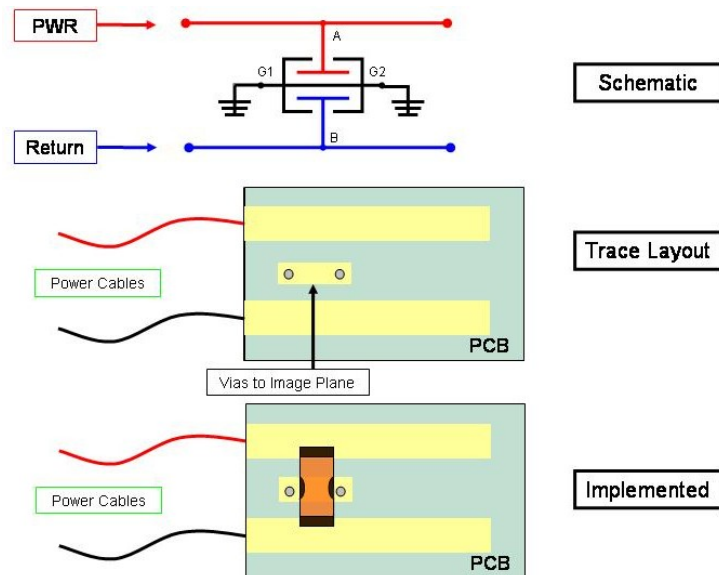 PWR
A
G1
G2
Schematic
B
Return
Trace Layout
Power Cables
PCB
Vias to Image Plane
Power Cables
Implemented
PCB